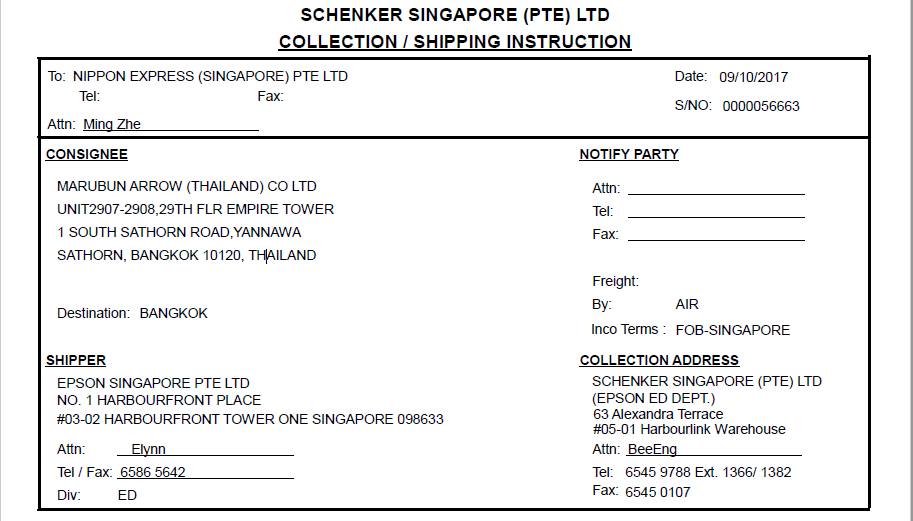 SCHENKER SINGAPORE (PTE) LTD
COLLECTION / SHIPPING INSTRUCTION
To: NIPPON EXPRESS (SINGAPORE) PTE LTD
Tel: Fax:
Attn: Ming Zhe
Date: 09/10/2017
S/NO: 0000056663
CONSIGNEE
MARUBUN ARROW (THAILAND) CO LTD
UNIT2907-2908,29TH FLR EMPIRE TOWER
1 SOUTH SATHORN ROAD,YANNAWA
SATHORN, BANGKOK 10120, THAILAND
Destination: BANGKOK
NOTIFY PARTY
Attn:
Tel:
Fax:
Freight:
By: AIR
Inco Terms : FOB-SINGAPORE
SHIPPER
EPSON SINGAPORE PTE LTD
NO. 1 HARBOURFRONT PLACE
#03-02 HARBOURFRONT TOWER ONE SINGAPORE 098633
Attn: Elynn
Tel / Fax: 6586 5642
Div: ED
COLLECTION ADDRESS
SCHENKER SINGAPORE (PTE) LTD
(EPSON ED DEPT.)
63 Alexandra Terrace
#05-01 Harbourlink Warehouse
Attn: BeeEng
Tel: 6545 9788 Ext. 1366/ 1382
Fax: 6545 0107